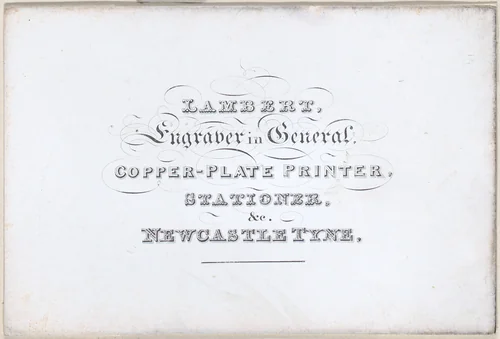 LAMBERT,
Engraver in General,
COPPER-PLATE PRINTER,
STATIONER,
&c.
NEWCASTLE TYNE,